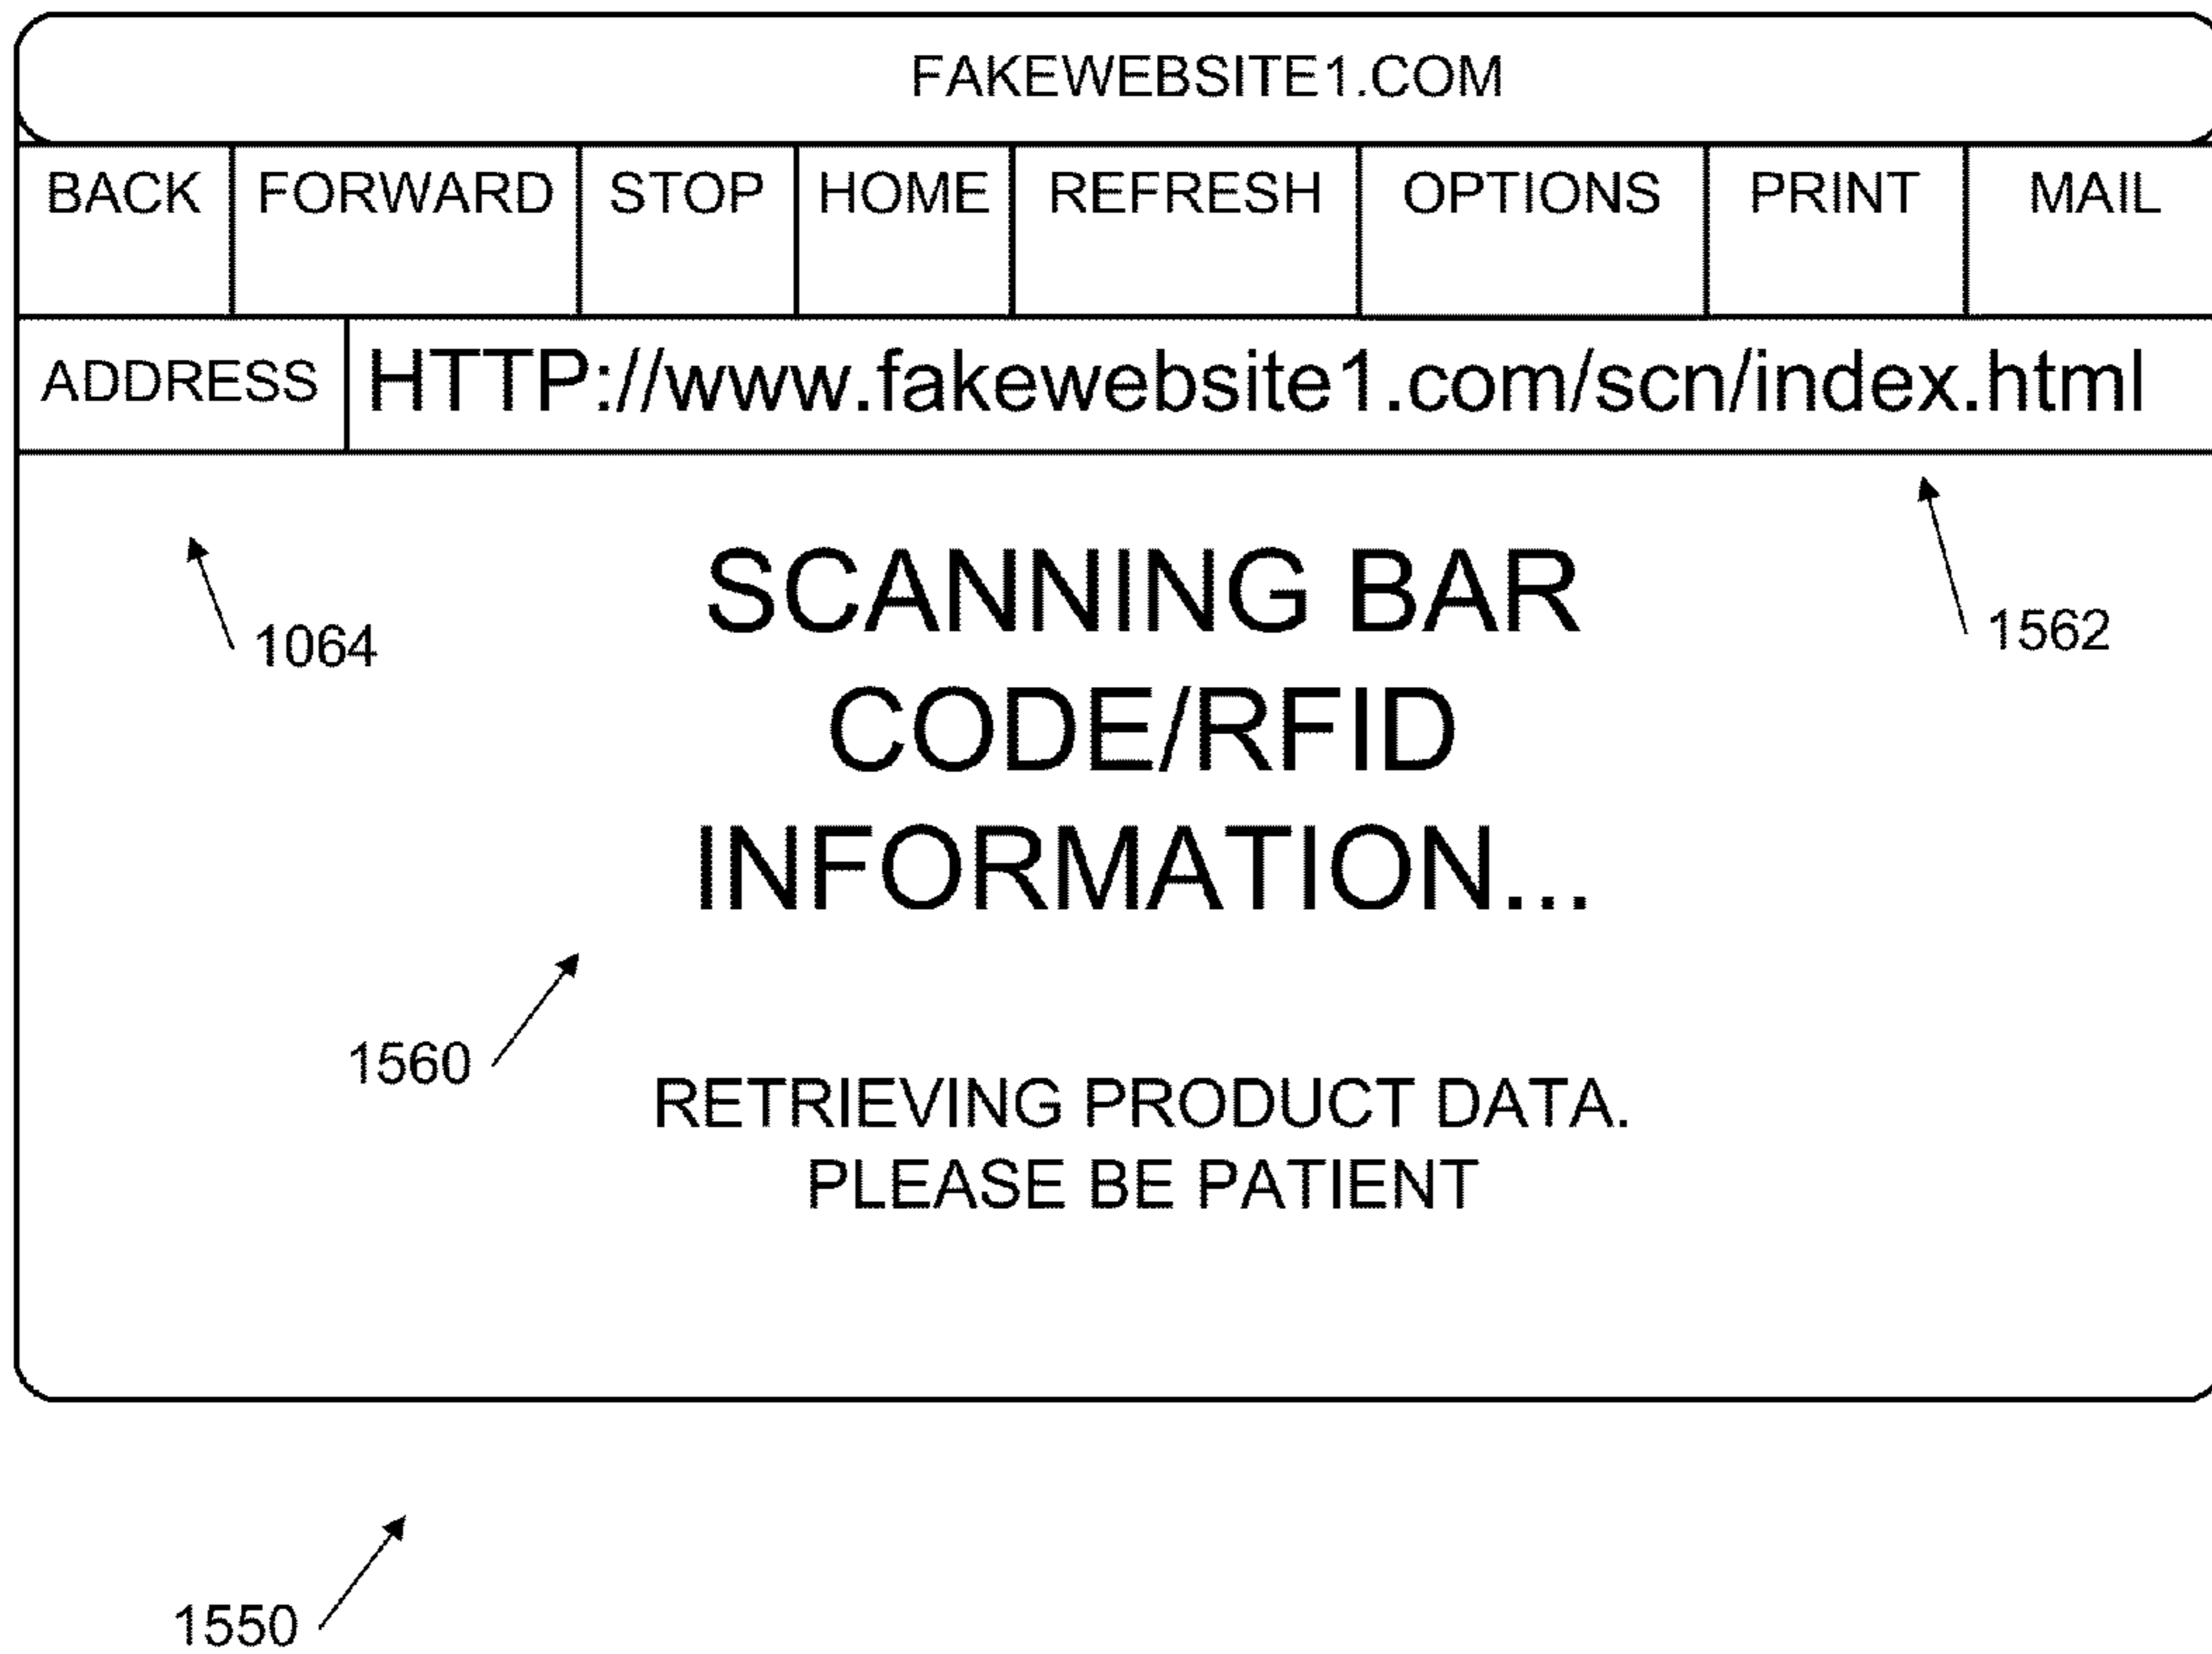 FAKEWEBSITE1.COM
BACK FORWARD STOP HOME REFRESH OPTIONS PRINT MAIL
ADDRESS HTTP://www.fakewebsite1.com/scn/index.html
SCANNING BAR
1064
1562
CODE/RFID
INFORMATION...
1560
RETRIEVING PRODUCT DATA.
PLEASE BE PATIENT
1550